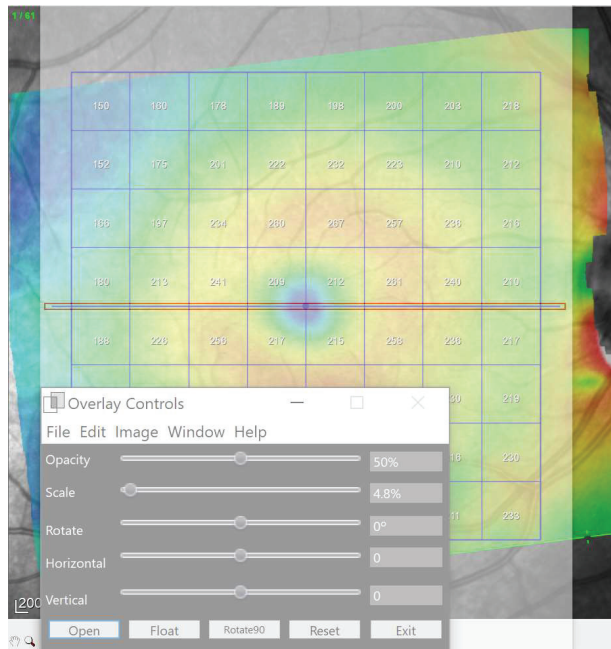 1 / 61
150 160 178 189 198 200 203 218
152 175 201 222 232 223 210 212
197 234 260 267 257 236 216
180 213 241 209 212 261 240 210
188 226 256 217 215 258 236 217
219
230
233
Overlay Controls
File Edit Image Window Help
Opacity 50%
Scale 4.8%
Rotate 0°
Horizontal 0
Vertical 0
200
Open Float Rotate90 Reset Exit